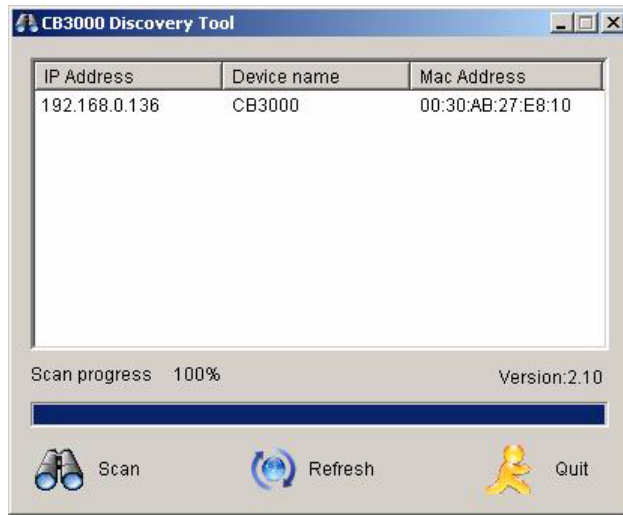 CB3000 Discovery Tool
IP Address Device name Mac Address
192.168.0.136 CB3000 00:30:AB:27:E8:10
Scan progress 100% Version:2.10
Scan Refresh Quit